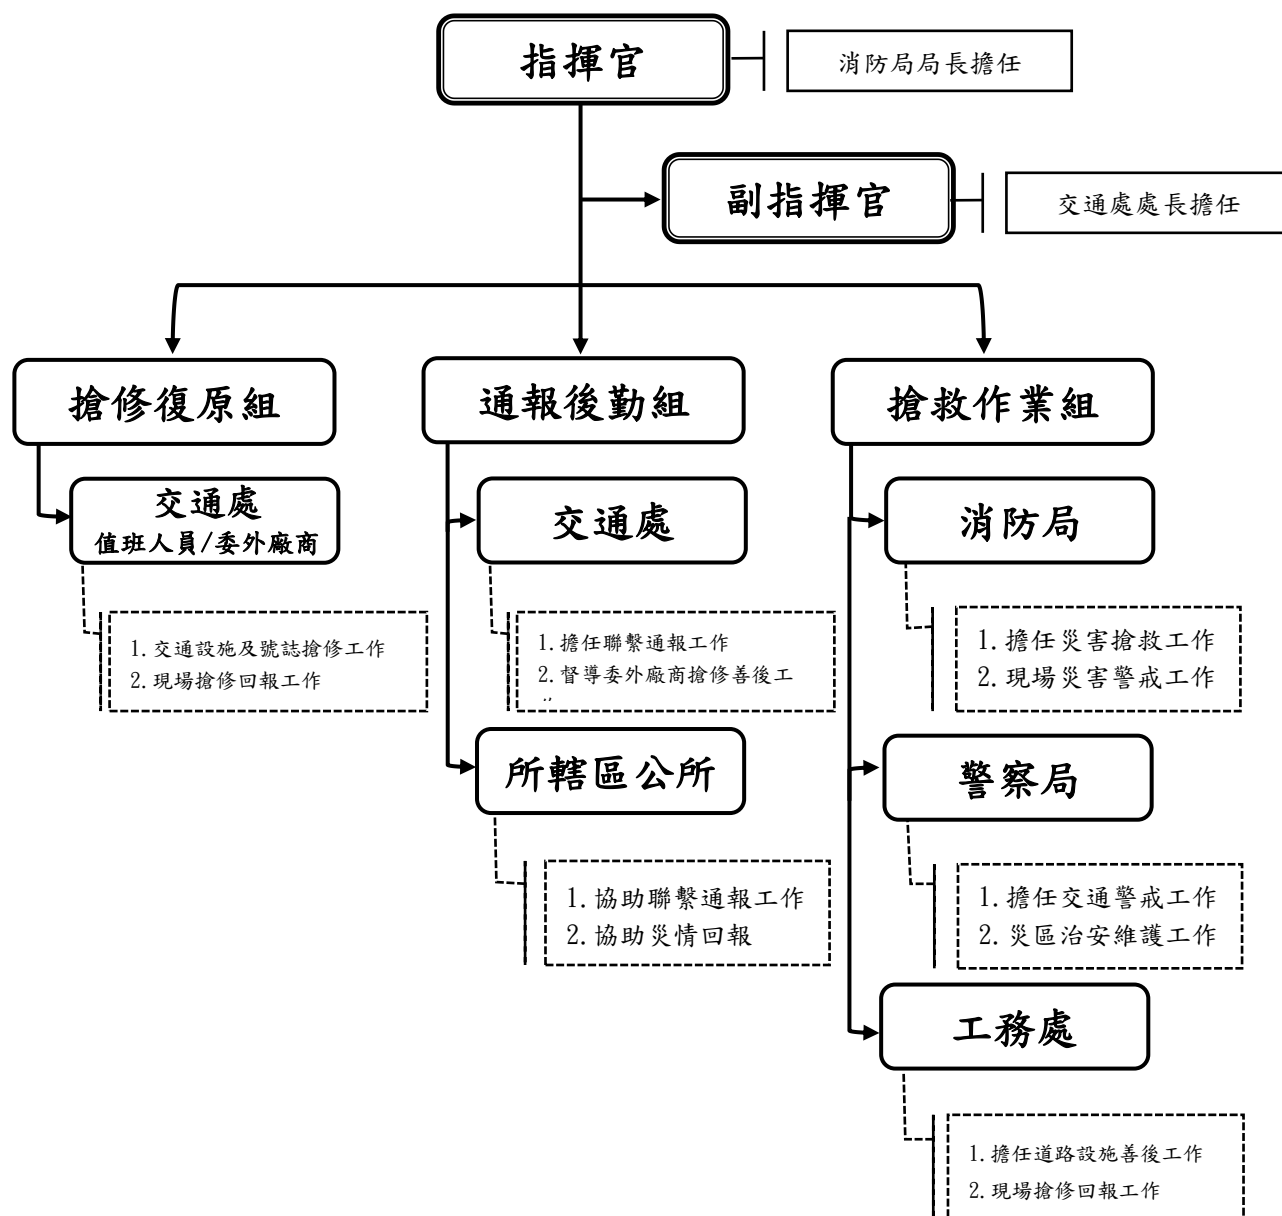 指揮官
消防局局長擔任
副指揮官
交通處處長擔任
搶修復原組
通報後勤組
搶救作業組
交通處
值班人員/委外廠商
1.交通設施及號誌搶修工作
2.現場搶修回報工作
交通處
1.擔任聯繫通報工作
2.督導委外廠商搶修善後工
所轄區公所
1.協助聯繫通報工作
2.協助災情回報
消防局
1.擔任災害搶救工作
2.現場災害警戒工作
警察局
1.擔任交通警戒工作
2.災區治安維護工作
工務處
1.擔任道路設施善後工作
2.現場搶修回報工作